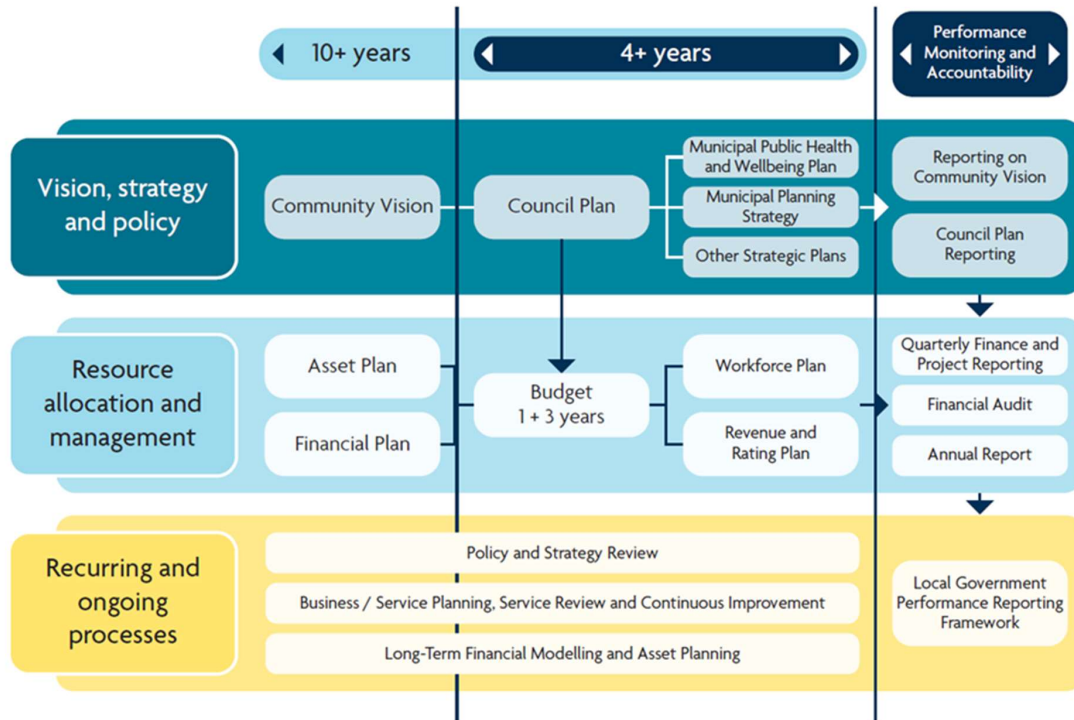 10+ years
4+ years
Performance
Monitoring and
Accountability
Vision, strategy
and policy
Community Vision
Council Plan
Municipal Public Health
and Wellbeing Plan
Municipal Planning
Strategy
Other Strategic Plans
Reporting on
Community Vision
Council Plan
Reporting
Resource
allocation and
management
Asset Plan
Financial Plan
Budget
1 + 3 years
Workforce Plan
Revenue and
Rating Plan
Quarterly Finance and
Project Reporting
Financial Audit
Annual Report
Recurring and
ongoing
processes
Policy and Strategy Review
Business / Service Planning, Service Review and Continuous Improvement
Long-Term Financial Modelling and Asset Planning
Local Government
Performance Reporting
Framework